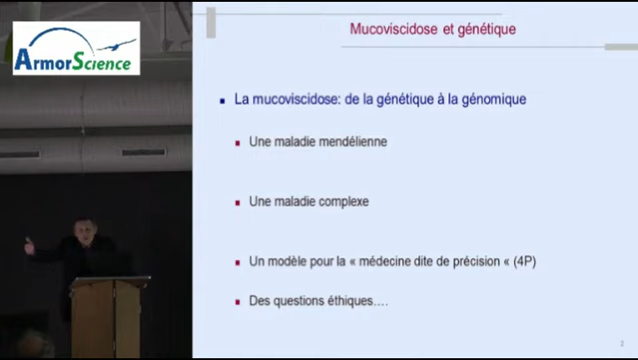 ArmorScience
Mucoviscidose et génétique
La mucoviscidose: de la génétique à la génomique
Une maladie mendélienne
Une maladie complexe
Un modèle pour la « médecine dite de précision « (4P)
Des questions éthiques....
2